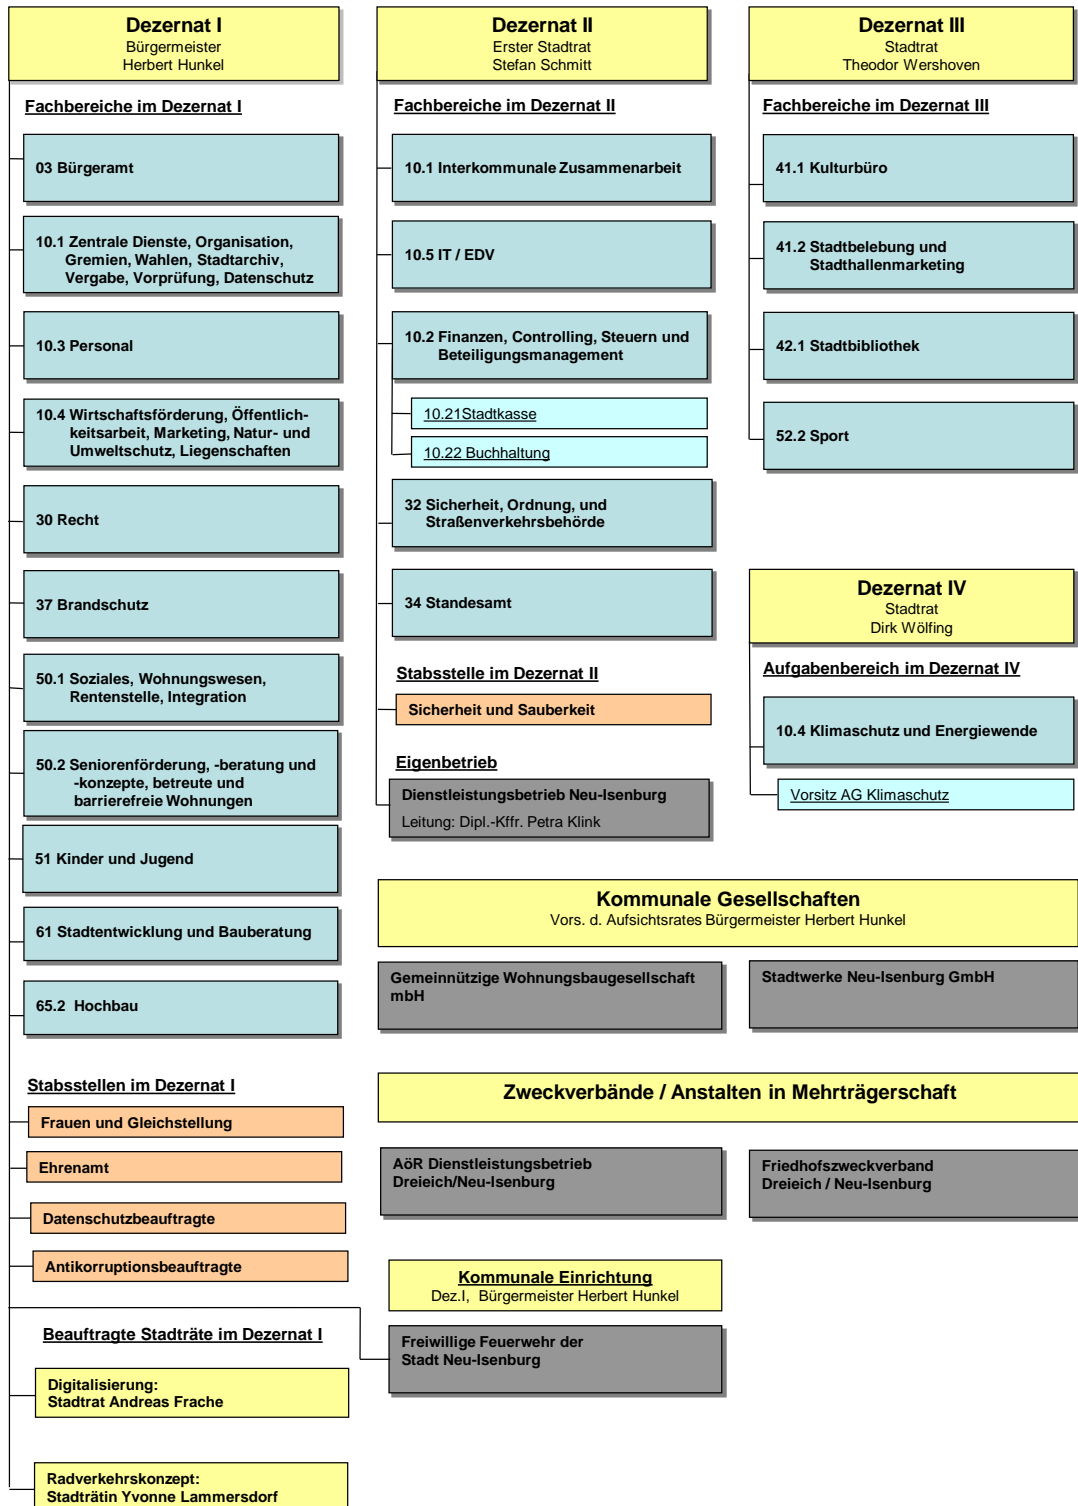 Dezernat I
Bürgermeister
Herbert Hunkel
Fachbereiche im Dezernat I
03 Bürgeramt
10.1 Zentrale Dienste, Organisation,
Gremien, Wahlen, Stadtarchiv,
Vergabe, Vorprüfung, Datenschutz
10.3 Personal
10.4 Wirtschaftsförderung, Öffentlich-
keitsarbeit, Marketing, Natur- und
Umweltschutz, Liegenschaften
30 Recht
37 Brandschutz
50.1 Soziales, Wohnungswesen,
Rentenstelle, Integration
50.2 Seniorenförderung, -beratung und
-konzepte, betreute und
barrierefreie Wohnungen
51 Kinder und Jugend
61 Stadtentwicklung und Bauberatung
65.2 Hochbau
Stabsstellen im Dezernat I
Frauen und Gleichstellung
Ehrenamt
Datenschutzbeauftragte
Antikorruptionsbeauftragte
Beauftragte Stadträte im Dezernat I
Digitalisierung:
Stadtrat Andreas Frache
Radverkehrskonzept:
Stadträtin Yvonne Lammersdorf
Dezernat II
Erster Stadtrat
Stefan Schmitt
Fachbereiche im Dezernat II
10.1 Interkommunale Zusammenarbeit
10.5 IT / EDV
10.2 Finanzen, Controlling, Steuern und
Beteiligungsmanagement
10.21Stadtkasse
10.22 Buchhaltung
32 Sicherheit, Ordnung, und
Straßenverkehrsbehörde
34 Standesamt
Stabsstelle im Dezernat II
Sicherheit und Sauberkeit
Eigenbetrieb
Dienstleistungsbetrieb Neu-Isenburg
Leitung: Dipl.-Kffr. Petra Klink
Dezernat III
Stadtrat
Theodor Wershoven
Fachbereiche im Dezernat III
41.1 Kulturbüro
41.2 Stadtbelebung und
Stadthallenmarketing
42.1 Stadtbibliothek
52.2 Sport
Dezernat IV
Stadtrat
Dirk Wölfing
Aufgabenbereich im Dezernat IV
10.4 Klimaschutz und Energiewende
Vorsitz AG Klimaschutz
Kommunale Gesellschaften
Vors. d. Aufsichtsrates Bürgermeister Herbert Hunkel
Gemeinnützige Wohnungsbaugesellschaft
mbH
Stadtwerke Neu-Isenburg GmbH
Zweckverbände / Anstalten in Mehrträgerschaft
AöR Dienstleistungsbetrieb
Dreieich/Neu-Isenburg
Friedhofszweckverband
Dreieich / Neu-Isenburg
Kommunale Einrichtung
Dez.I, Bürgermeister Herbert Hunkel
Freiwillige Feuerwehr der
Stadt Neu-Isenburg